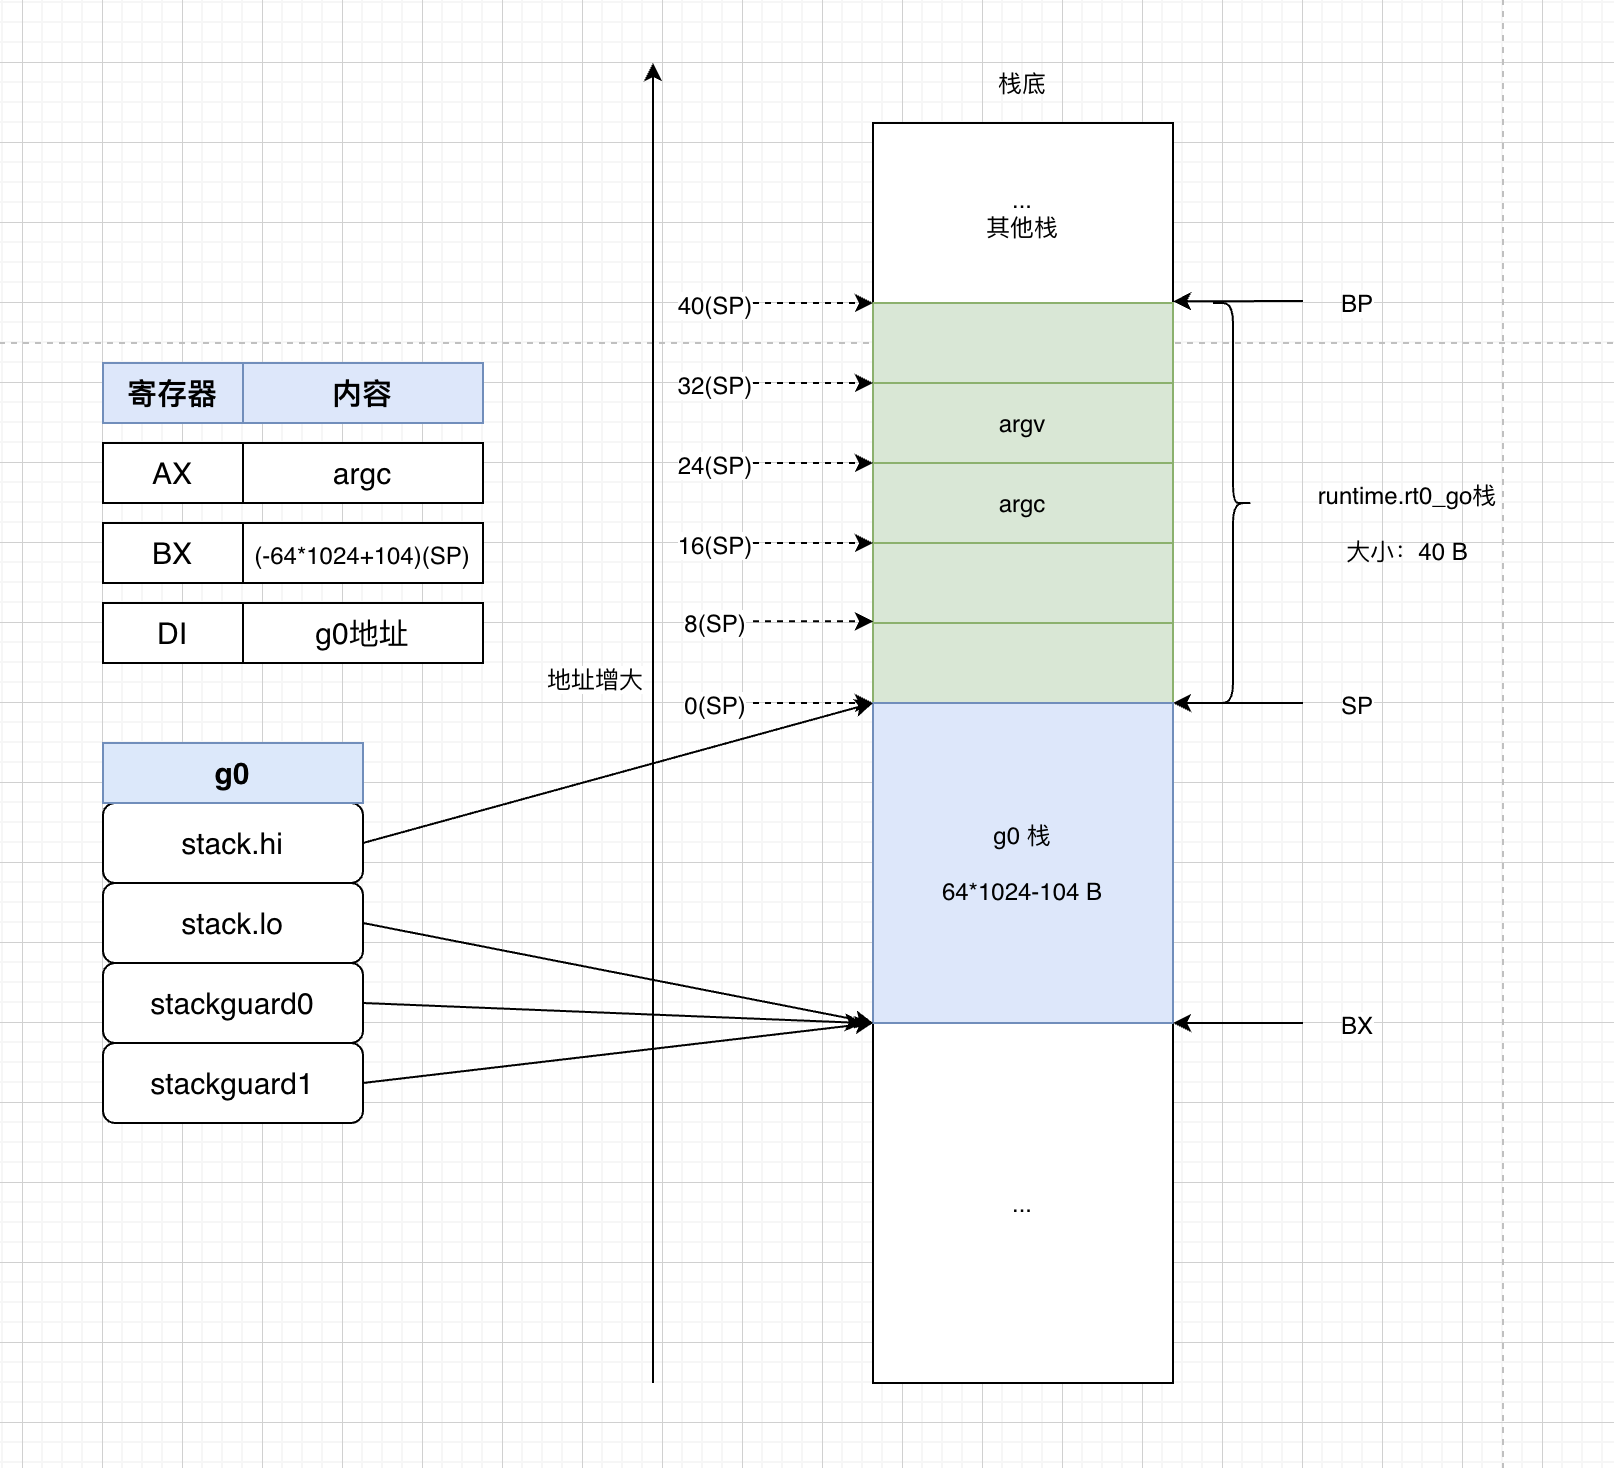 栈底
...
其他栈
40(SP)
BP
32(SP)
寄存器 内容
argv
24(SP)
AX argc
argc
runtime.rt0_go栈
16(SP)
大小：40 B
BX (-64*1024+104)(SP)
8(SP)
DI g0地址
地址增大
0(SP)
SP
g0
stack.hi
g0 栈
64*1024-104 B
stack.lo
stackguard0
BX
stackguard1
...